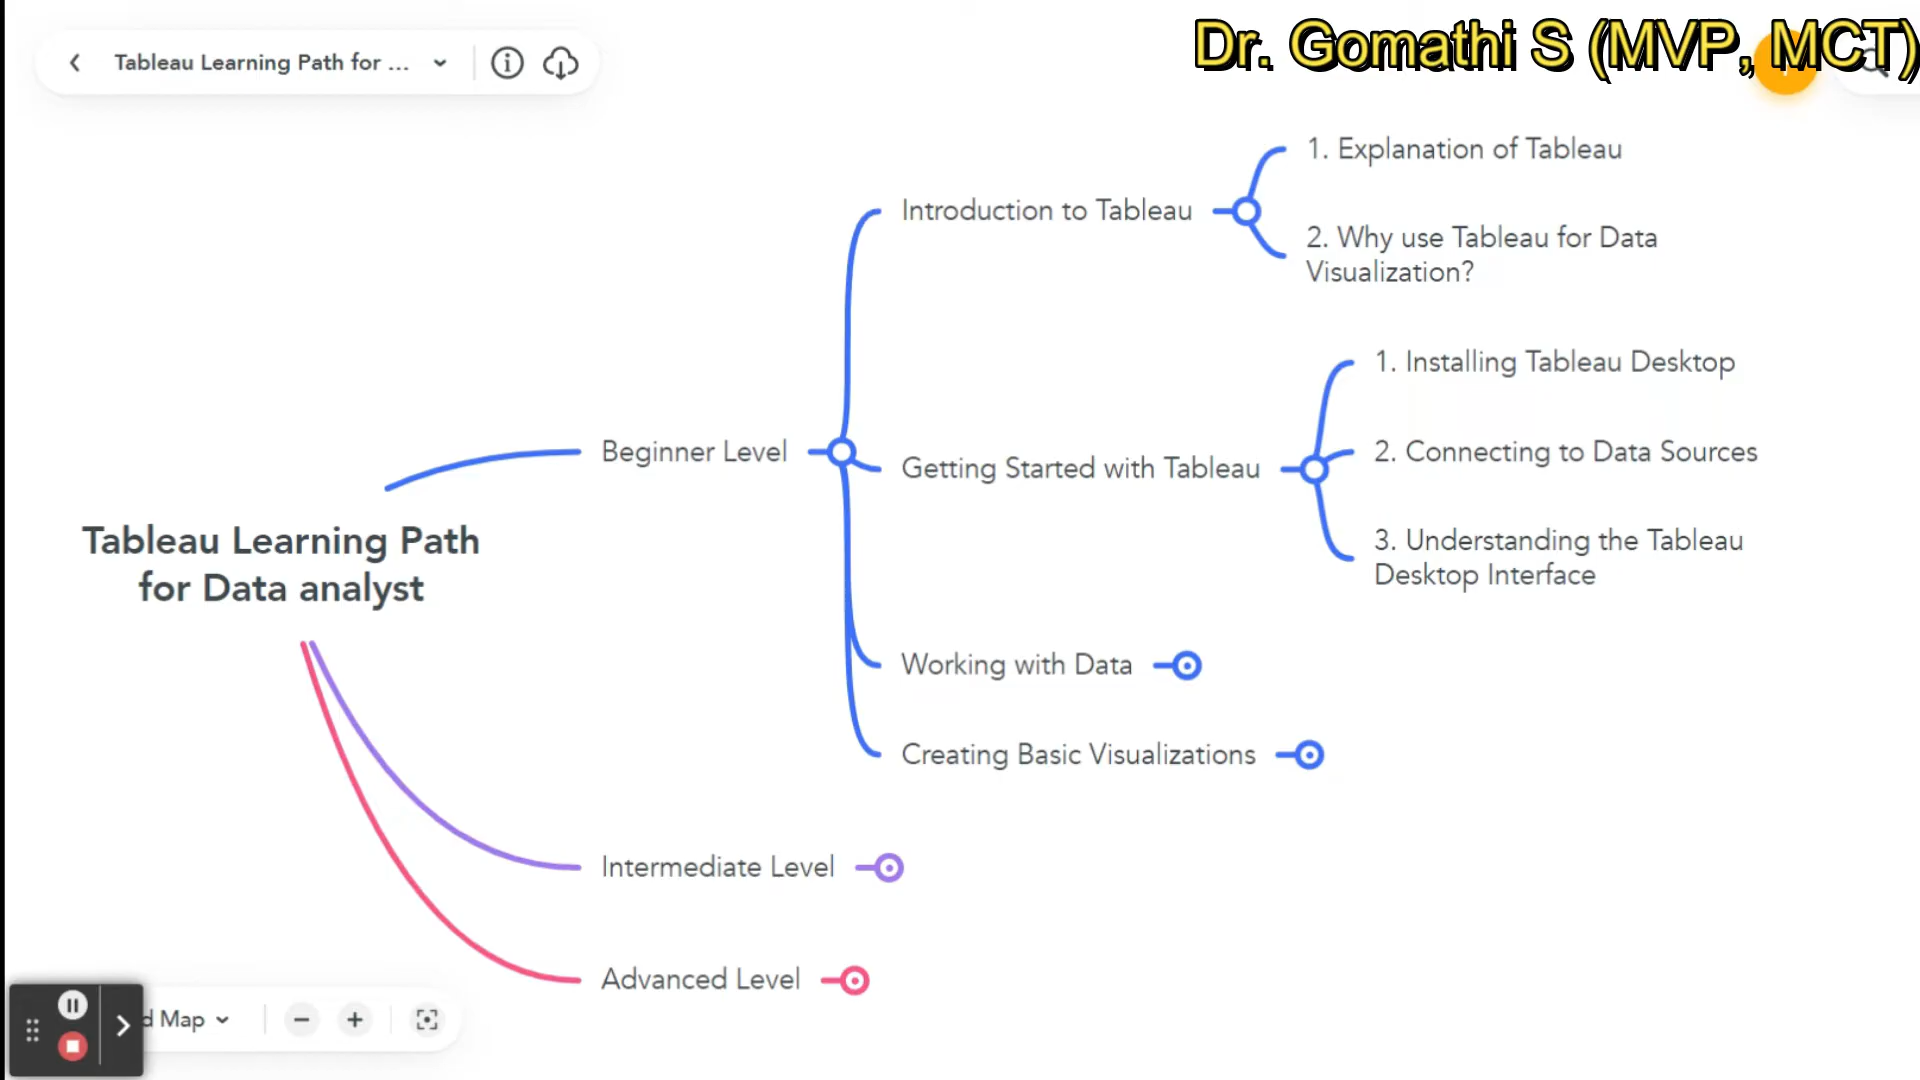 Dr. Gomathi S (MVP, MCT)
Tableau Learning Path for ...
1. Explanation of Tableau
Introduction to Tableau
2. Why use Tableau for Data
Visualization?
1. Installing Tableau Desktop
Beginner Level
2. Connecting to Data Sources
Getting Started with Tableau
3. Understanding the Tableau
Desktop Interface
Tableau Learning Path
for Data analyst
Working with Data
Creating Basic Visualizations
Intermediate Level
Advanced Level
d Map